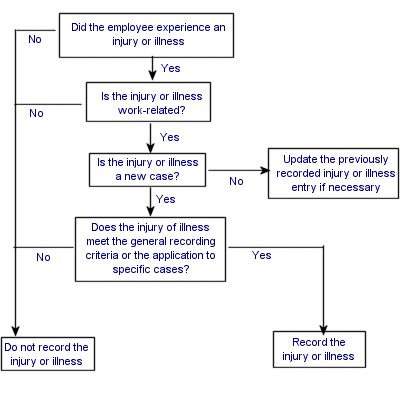 Did the employee experience an
injury or illness
No
Yes
Is the injury or illness
work-related?
No
Yes
Is the injury or illness
a new case?
No
Update the previously
recorded injury or illness
entry if necessary
Yes
Does the injury of illness
meet the general recording
criteria or the application to
specific cases?
No
Yes
Do not record the
injury or illness
Record the
injury or illness